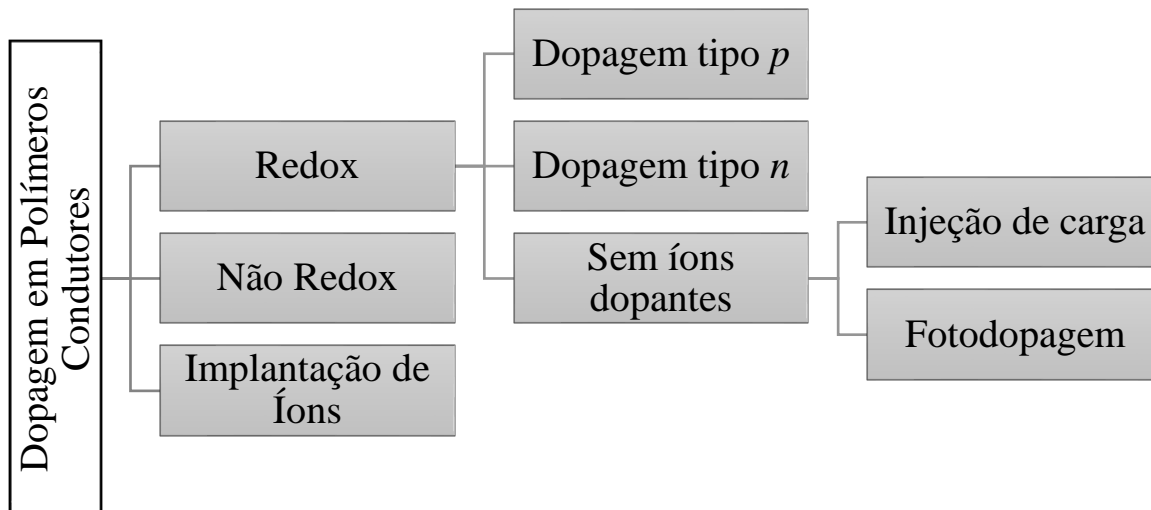 Dopagem em Polímeros
Condutores
Redox
Não Redox
Implantação de
Íons
Dopagem tipo p
Dopagem tipo n
Sem íons
dopantes
Injeção de carga
Fotodopagem